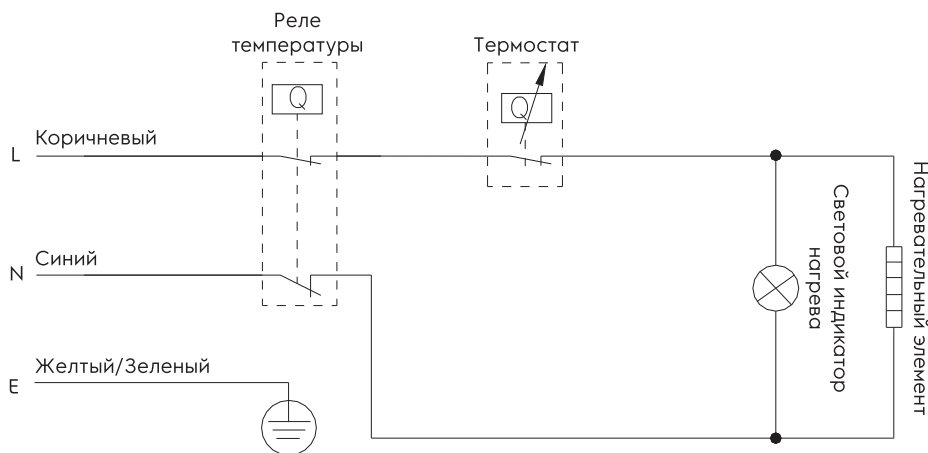 Реле
температуры
Термостат
Q
Q
Коричневый
L
Синий
N
Желтый/Зеленый
E
Световой индикатор
нагрева
Нагревательный элемент